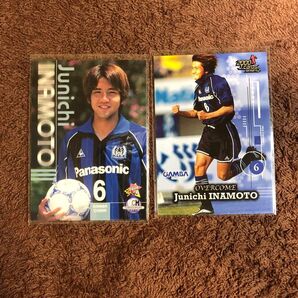 Junichi
INAMOTO
Panasonic
6
GAMBA
6
OVERCOME
Junichi INAMOTO